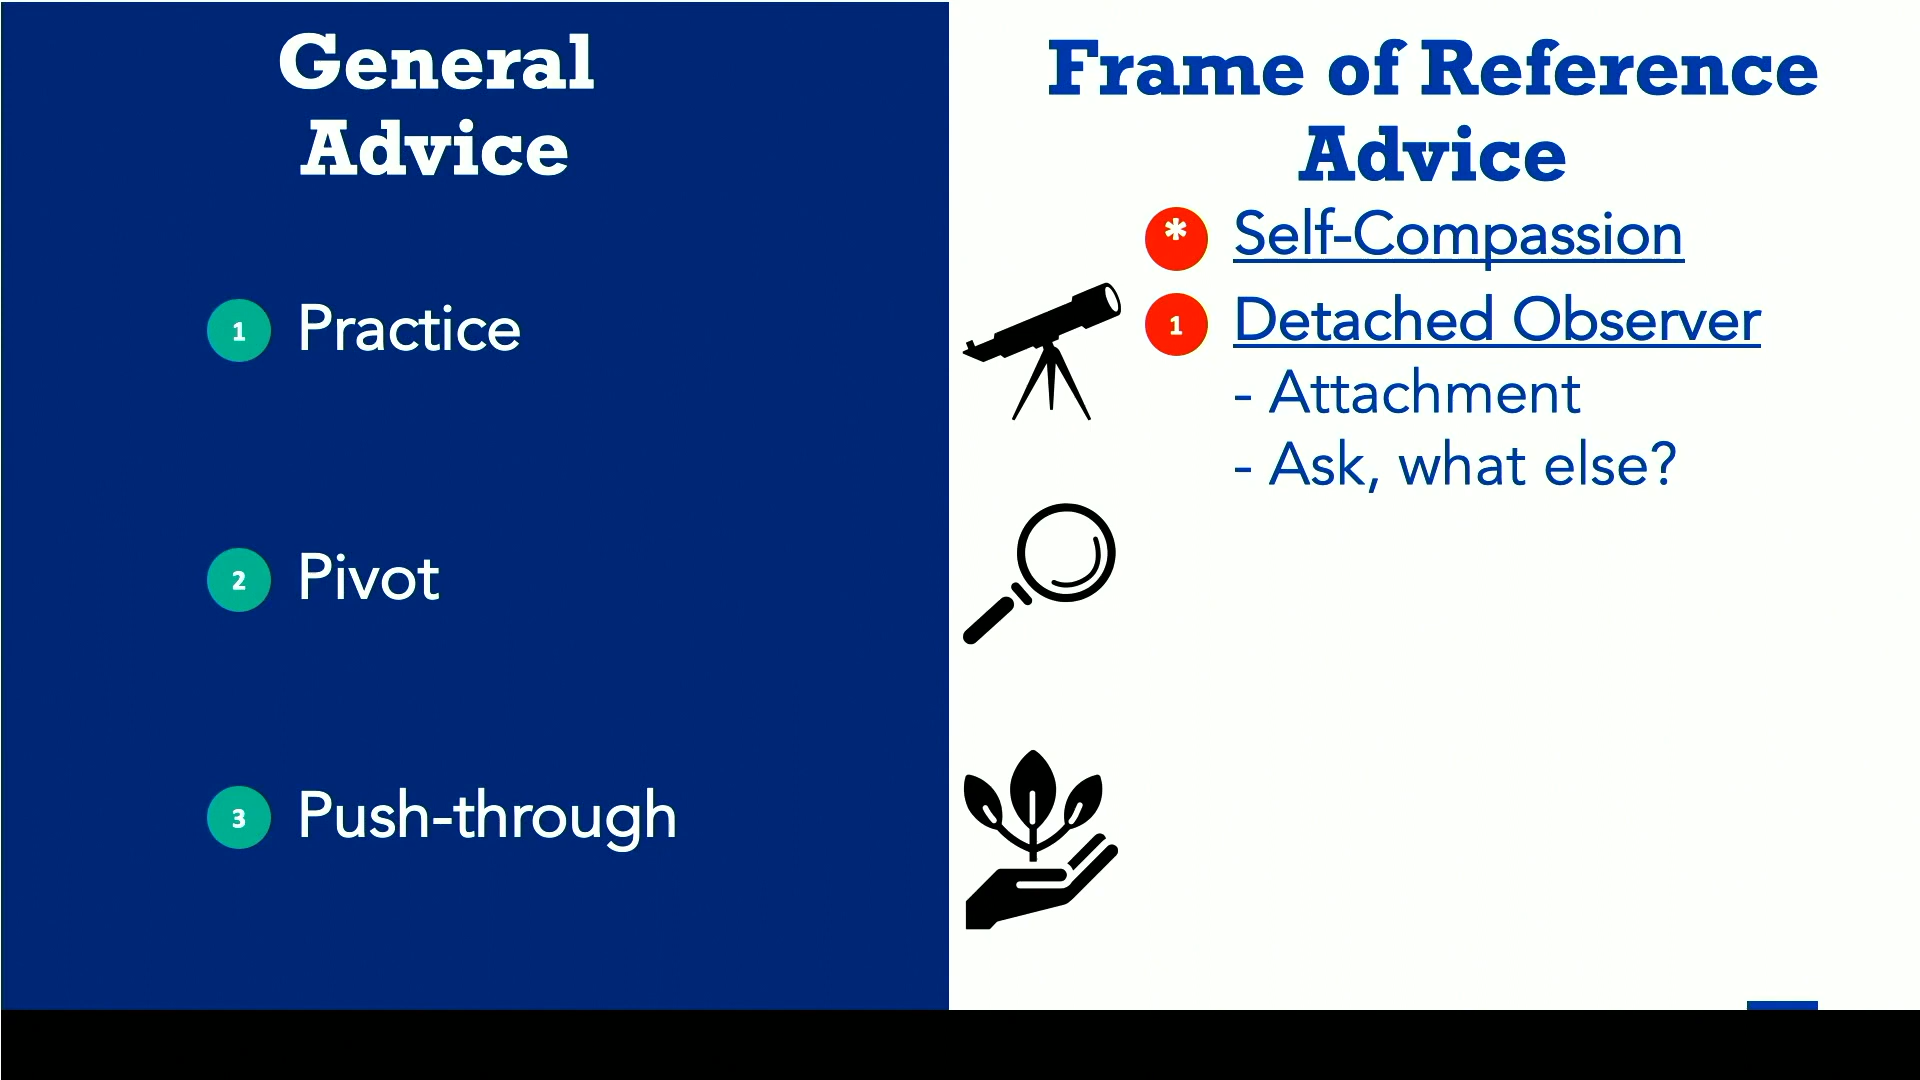 General
Advice
1 Practice
2 Pivot
3 Push-through
Frame of Reference
Advice
* Self-Compassion
1 Detached Observer
- Attachment
- Ask, what else?